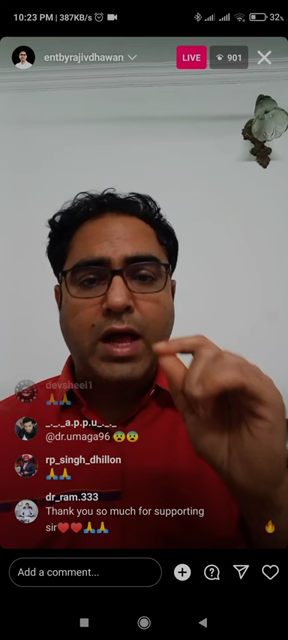 10:23 PM | 387KB/s
32%
entbyrajivdhawan
LIVE
901
devsheel1
🙏🙏
_._._a.p.p.u_._._
@dr.umaga96 😨😨
rp_singh_dhillon
🙏🙏
dr_ram.333
Thank you so much for supporting
sir♥️♥️🙏🙏
Add a comment...